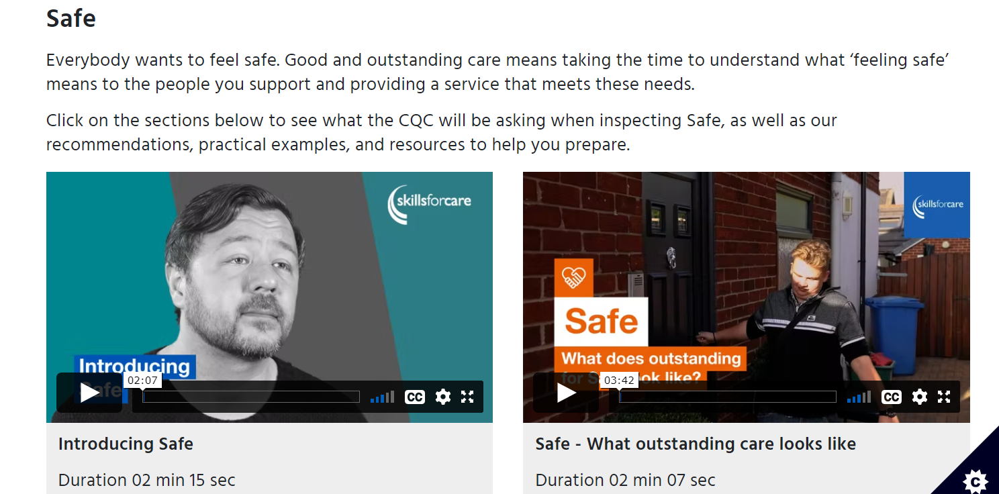 Safe
Everybody wants to feel safe. Good and outstanding care means taking the time to understand what ‘feeling safe’
means to the people you support and providing a service that meets these needs.
Click on the sections below to see what the CQC will be asking when inspecting Safe, as well as our
recommendations, practical examples, and resources to help you prepare.
skillsforcare
Introducing
Safe
02:07
CC
Introducing Safe
Duration 02 min 15 sec
skillsforcare
Safe
What does outstanding
for S ok like?
03:42
CC
Safe - What outstanding care looks like
Duration 02 min 07 sec
C